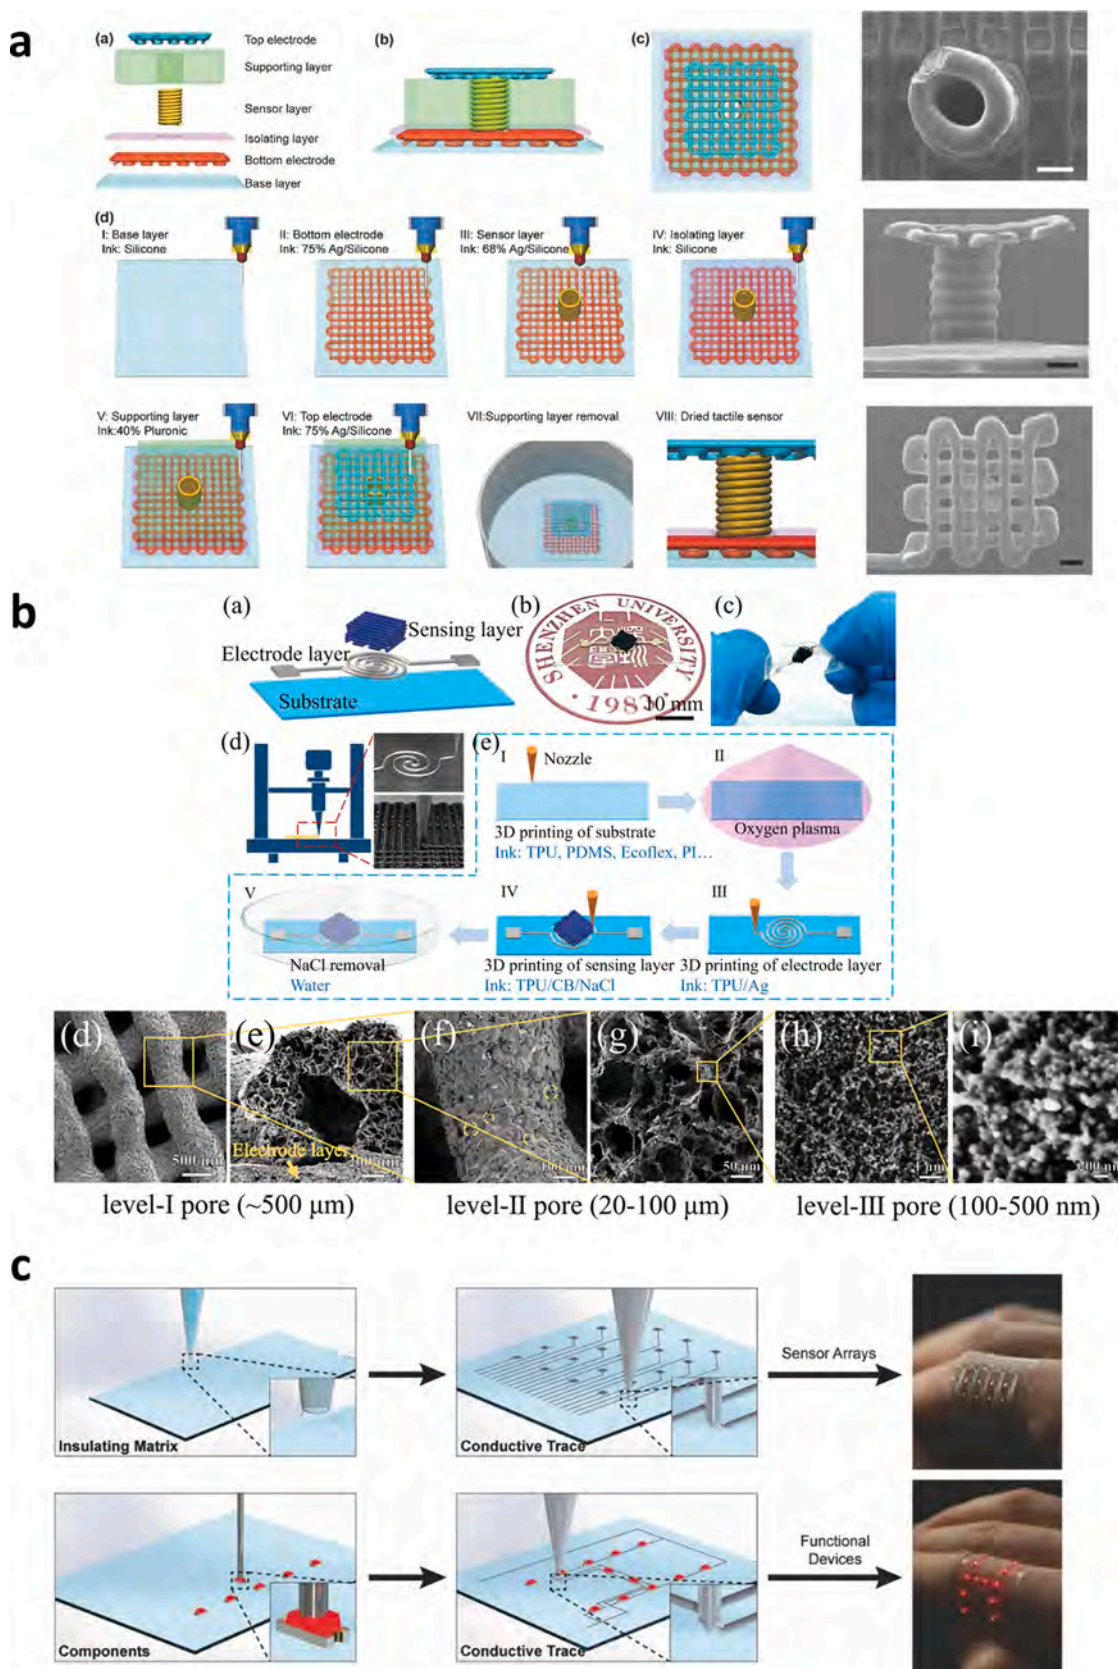 a
(a)
Top electrode
Supporting layer
Sensor layer
Isolating layer
Bottom electrode
Base layer
(b)
(c)
(d)
I: Base layer
Ink: Silicone
II: Bottom electrode
Ink: 75% Ag/Silicone
III: Sensor layer
Ink: 68% Ag/Silicone
IV: Isolating layer
Ink: Silicone
V: Supporting layer
Ink:40% Pluronic
VI: Top electrode
Ink: 75% Ag/Silicone
VII:Supporting layer removal
VIII: Dried tactile sensor
b
(a)
Sensing layer
Electrode layer
Substrate
(b)
SHENZHEN UNIVERSITY
· 1983 ·
10 mm
(c)
(d)
(e)
I
Nozzle
3D printing of substrate
Ink: TPU, PDMS, Ecoflex, PI...
II
Oxygen plasma
III
3D printing of electrode layer
Ink: TPU/Ag
IV
3D printing of sensing layer
Ink: TPU/CB/NaCl
V
NaCl removal
Water
(d)
500 μm
(e)
Electrode layer
100 μm
(f)
100 μm
(g)
50 μm
(h)
1 μm
(i)
200 nm
level-I pore (~500 μm)
level-II pore (20-100 μm)
level-III pore (100-500 nm)
c
Insulating Matrix
Conductive Trace
Sensor Arrays
Components
Conductive Trace
Functional
Devices